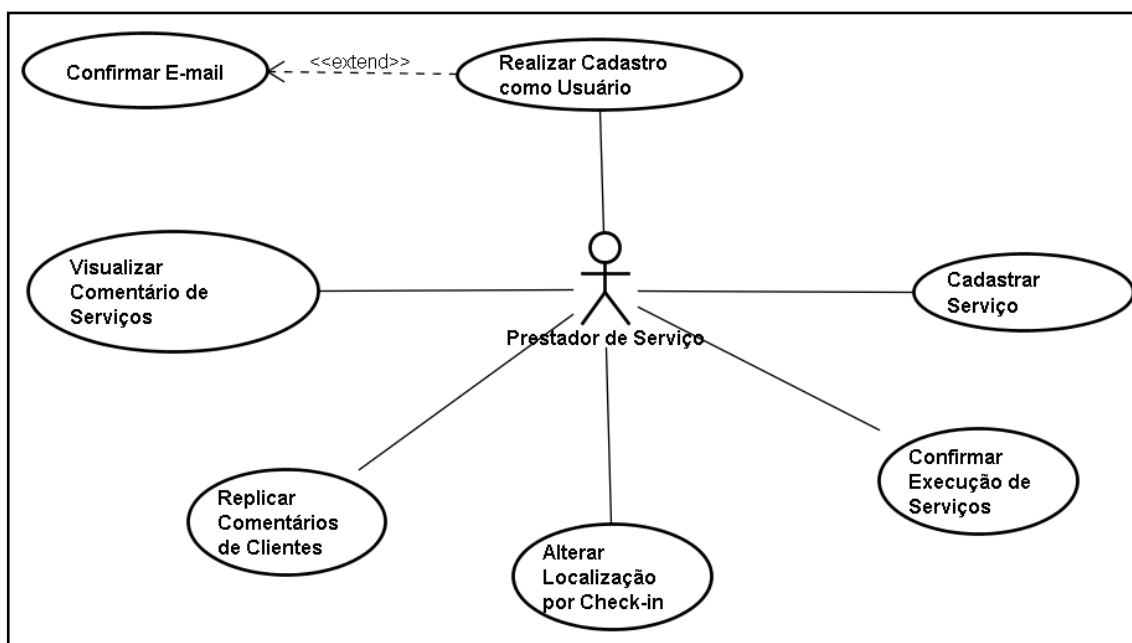 Confirmar E-mail
<<extend>>
Realizar Cadastro
como Usuário
Visualizar
Comentário de
Serviços
Prestador de Serviço
Cadastrar
Serviço
Replicar
Comentários
de Clientes
Alterar
Localização
por Check-in
Confirmar
Execução de
Serviços